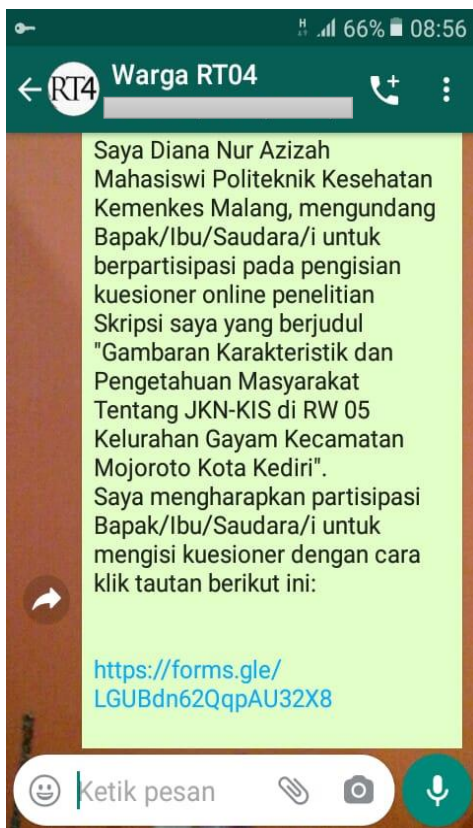 66% 08:56
RT4 Warga RT04
Saya Diana Nur Azizah
Mahasiswi Politeknik Kesehatan
Kemenkes Malang, mengundang
Bapak/Ibu/Saudara/i untuk
berpartisipasi pada pengisian
kuesioner online penelitian
Skripsi saya yang berjudul
"Gambaran Karakteristik dan
Pengetahuan Masyarakat
Tentang JKN-KIS di RW 05
Kelurahan Gayam Kecamatan
Mojoroto Kota Kediri".
Saya mengharapkan partisipasi
Bapak/Ibu/Saudara/i untuk
mengisi kuesioner dengan cara
klik tautan berikut ini:
https://forms.gle/
LGUBdn62QqpAU32X8
Ketik pesan